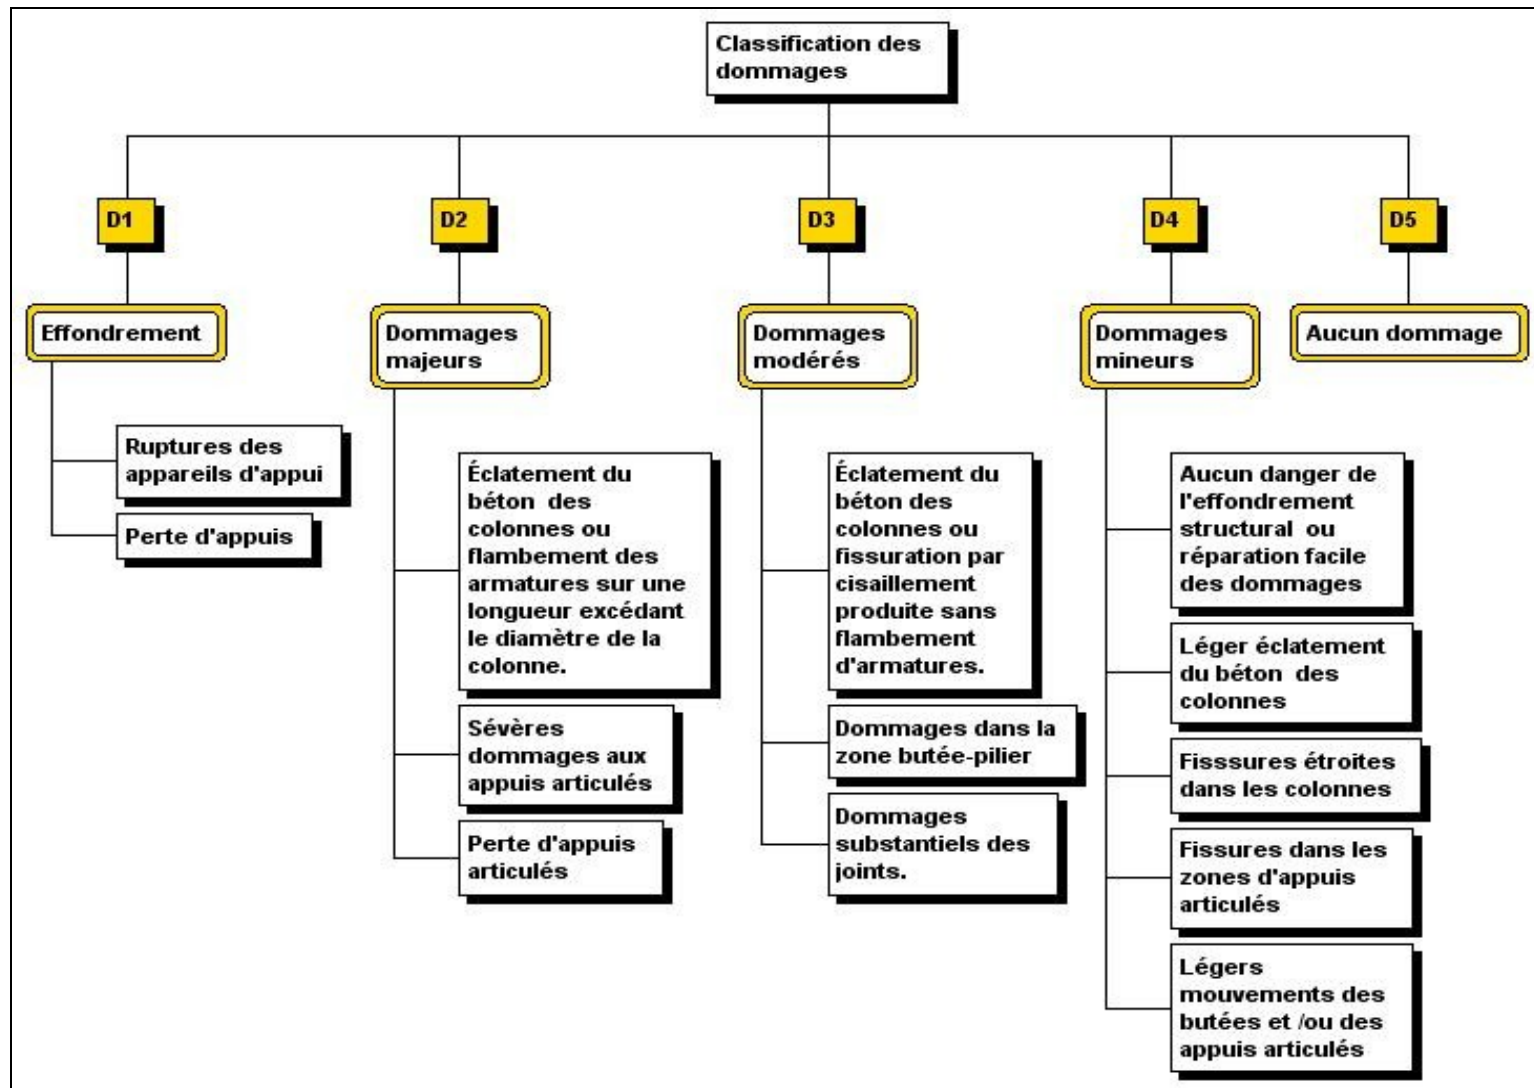 Classification des
dommages
D1
D2
D3
D4
D5
Effondrement
Dommages
majeurs
Dommages
modérés
Dommages
mineurs
Aucun dommage
Ruptures des
appareils d'appui
Perte d'appuis
Éclatement du
béton des
colonnes ou
flambement des
armatures sur une
longueur excédant
le diamètre de la
colonne.
Sévères
dommages aux
appuis articulés
Perte d'appuis
articulés
Éclatement du
béton des
colonnes ou
fissuration par
cisaillement
produite sans
flambement
d'armatures.
Dommages dans la
zone butée-pilier
Dommages
substantiels des
joints.
Aucun danger de
l'effondrement
structural ou
réparation facile
des dommages
Léger éclatement
du béton des
colonnes
Fisssures étroites
dans les colonnes
Fissures dans les
zones d'appuis
articulés
Légers
mouvements des
butées et /ou des
appuis articulés